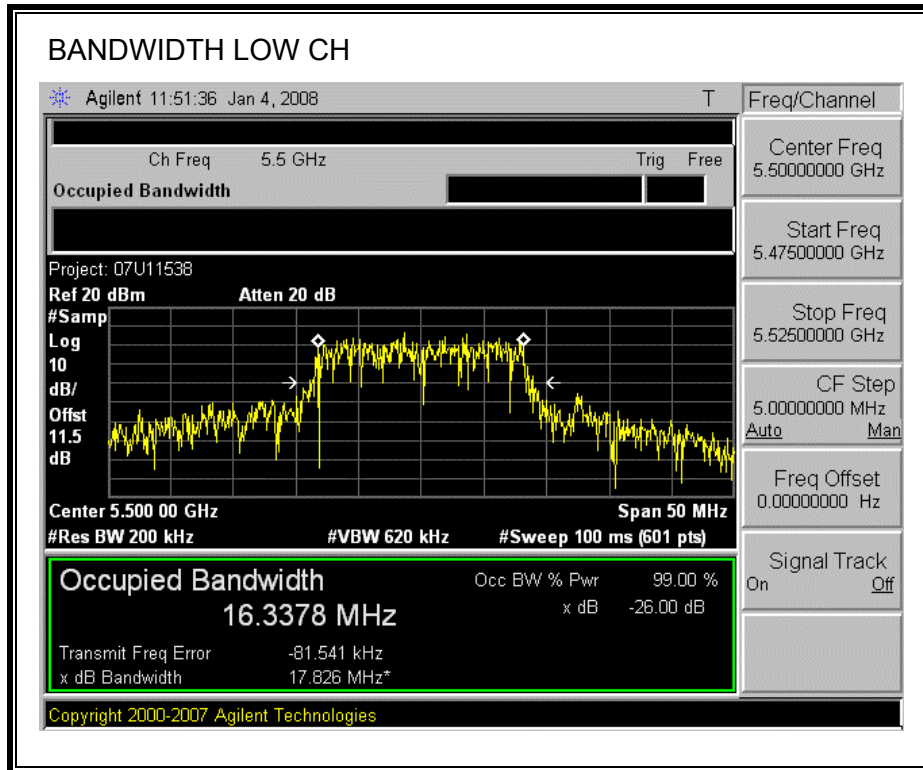 BANDWIDTH LOW CH
Agilent 11:51:36 Jan 4, 2008 T
Freq/Channel
Ch Freq 5.5 GHz Trig Free
Occupied Bandwidth
Center Freq
5.50000000 GHz
Start Freq
5.47500000 GHz
Stop Freq
5.52500000 GHz
CF Step
5.00000000 MHz
Auto Man
Freq Offset
0.00000000 Hz
Signal Track
On Off
Project: 07U11538
Ref 20 dBm Atten 20 dB
#Samp
Log
10
dB/
Offst
11.5
dB
Center 5.500 00 GHz Span 50 MHz
#Res BW 200 kHz #VBW 620 kHz #Sweep 100 ms (601 pts)
Occupied Bandwidth Occ BW % Pwr 99.00 %
16.3378 MHz x dB -26.00 dB
Transmit Freq Error -81.541 kHz
x dB Bandwidth 17.826 MHz*
Copyright 2000-2007 Agilent Technologies